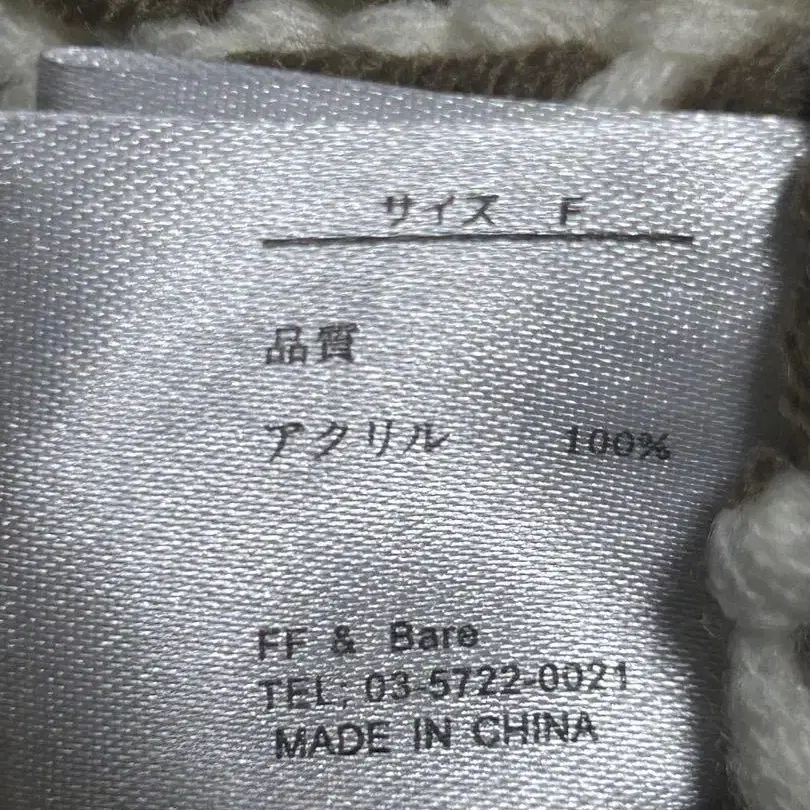 サイズ F
品質
アクリル 100%
FF & Bare
TEL; 03-5722-0021
MADE IN CHINA